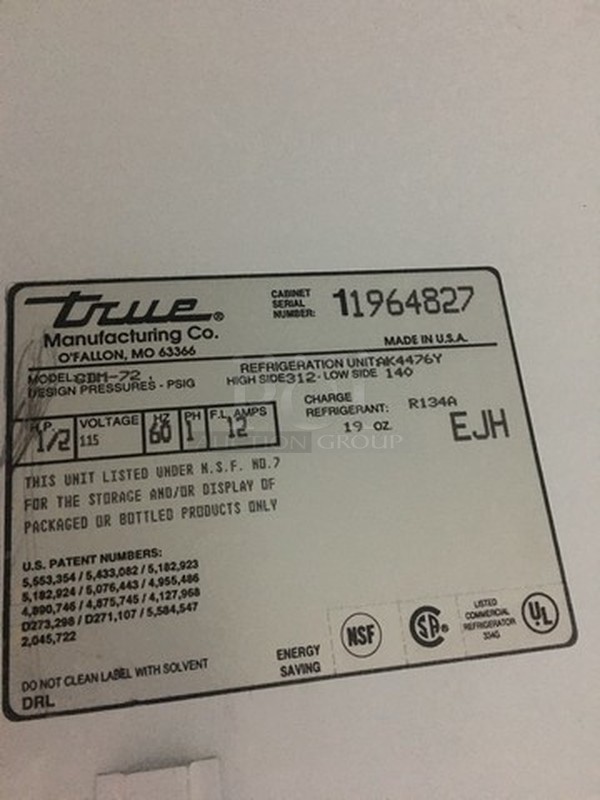 true®
Manufacturing Co.
O'FALLON, MO 63366
CABINET
SERIAL
NUMBER: 11964827
MADE IN U.S.A.
MODEL GDM-72
REFRIGERATION UNIT AK4476Y
DESIGN PRESSURES - PSIG HIGH SIDE 312 - LOW SIDE 140
H.P. VOLTAGE HZ PH F.L. AMPS
1/2 115 60 1 12
CHARGE
REFRIGERANT: R134A
19 OZ
EJH
AUCTION GROUP
THIS UNIT LISTED UNDER N.S.F. NO.7
FOR THE STORAGE AND/OR DISPLAY OF
PACKAGED OR BOTTLED PRODUCTS ONLY
U.S. PATENT NUMBERS:
5,553,354 / 5,433,082 / 5,182,923
5,182,924 / 5,076,443 / 4,955,486
4,890,746 / 4,875,745 / 4,127,968
D273,298 / D271,107 / 5,584,547
2,045,722
DO NOT CLEAN LABEL WITH SOLVENT
DRL
ENERGY
SAVING
NSF
SA®
LISTED
COMMERCIAL
REFRIGERATOR
334G
UL